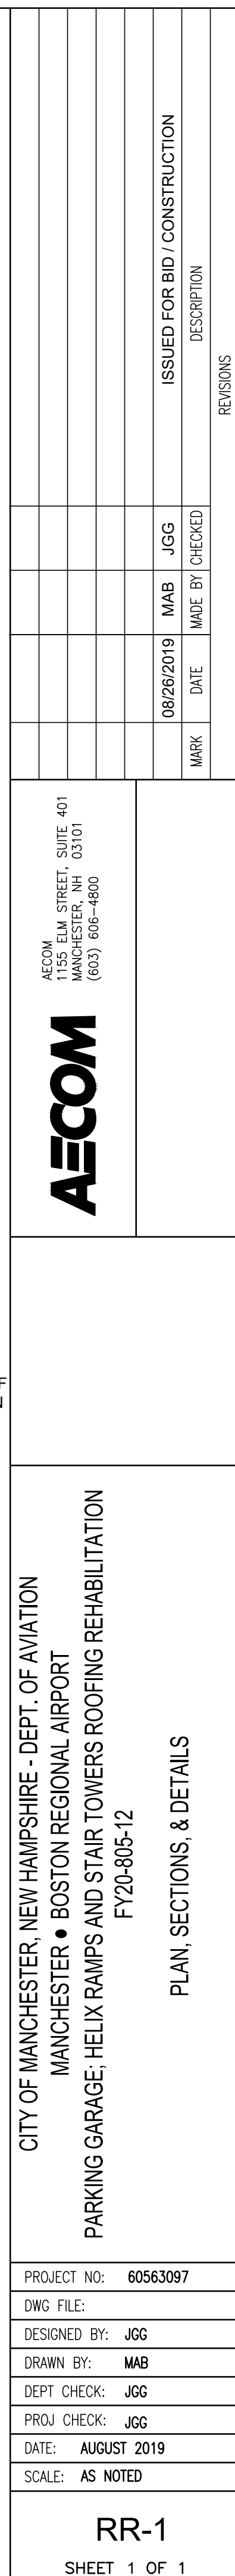 ISSUED FOR BID / CONSTRUCTION
JGG
MAB
08/26/2019
DESCRIPTION
CHECKED
MADE BY
DATE
MARK
REVISIONS
AECOM
1155 ELM STREET, SUITE 401
MANCHESTER, NH 03101
(603) 606-4800
AECOM
CITY OF MANCHESTER, NEW HAMPSHIRE - DEPT. OF AVIATION
MANCHESTER ● BOSTON REGIONAL AIRPORT
PARKING GARAGE; HELIX RAMPS AND STAIR TOWERS ROOFING REHABILITATION
FY20-805-12
PLAN, SECTIONS, & DETAILS
PROJECT NO: 60563097
DWG FILE:
DESIGNED BY: JGG
DRAWN BY: MAB
DEPT CHECK: JGG
PROJ CHECK: JGG
DATE: AUGUST 2019
SCALE: AS NOTED
RR-1
SHEET 1 OF 1